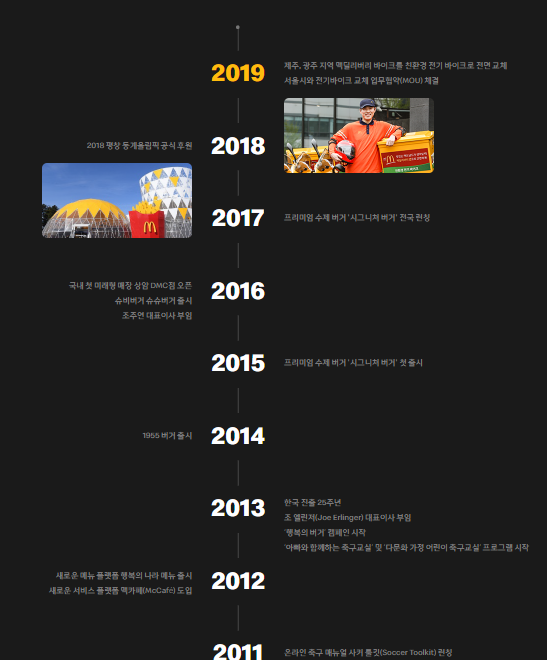 2019
제주, 광주 지역 맥딜리버리 바이크를 친환경 전기 바이크로 전면 교체
서울시와 전기바이크 교체 업무협약(MOU) 체결
2018 평창 동계올림픽 공식 후원
2018
2017
프리미엄 수제 버거 '시그니처 버거' 전국 런칭
국내 첫 미래형 매장 상암 DMC점 오픈
슈비버거 슈슈버거 출시
조주연 대표이사 부임
2016
2015
프리미엄 수제 버거 '시그니처 버거' 첫 출시
1955 버거 출시
2014
2013
한국 진출 25주년
조 엘린저(Joe Erlinger) 대표이사 부임
'행복의 버거' 캠페인 시작
'아빠와 함께하는 축구교실' 및 '다문화 가정 어린이 축구교실' 프로그램 시작
새로운 메뉴 플랫폼 행복의 나라 메뉴 출시
새로운 서비스 플랫폼 맥카페(McCafé) 도입
2012
2011
온라인 축구 매뉴얼 사커 툴킷(Soccer Toolkit) 런칭